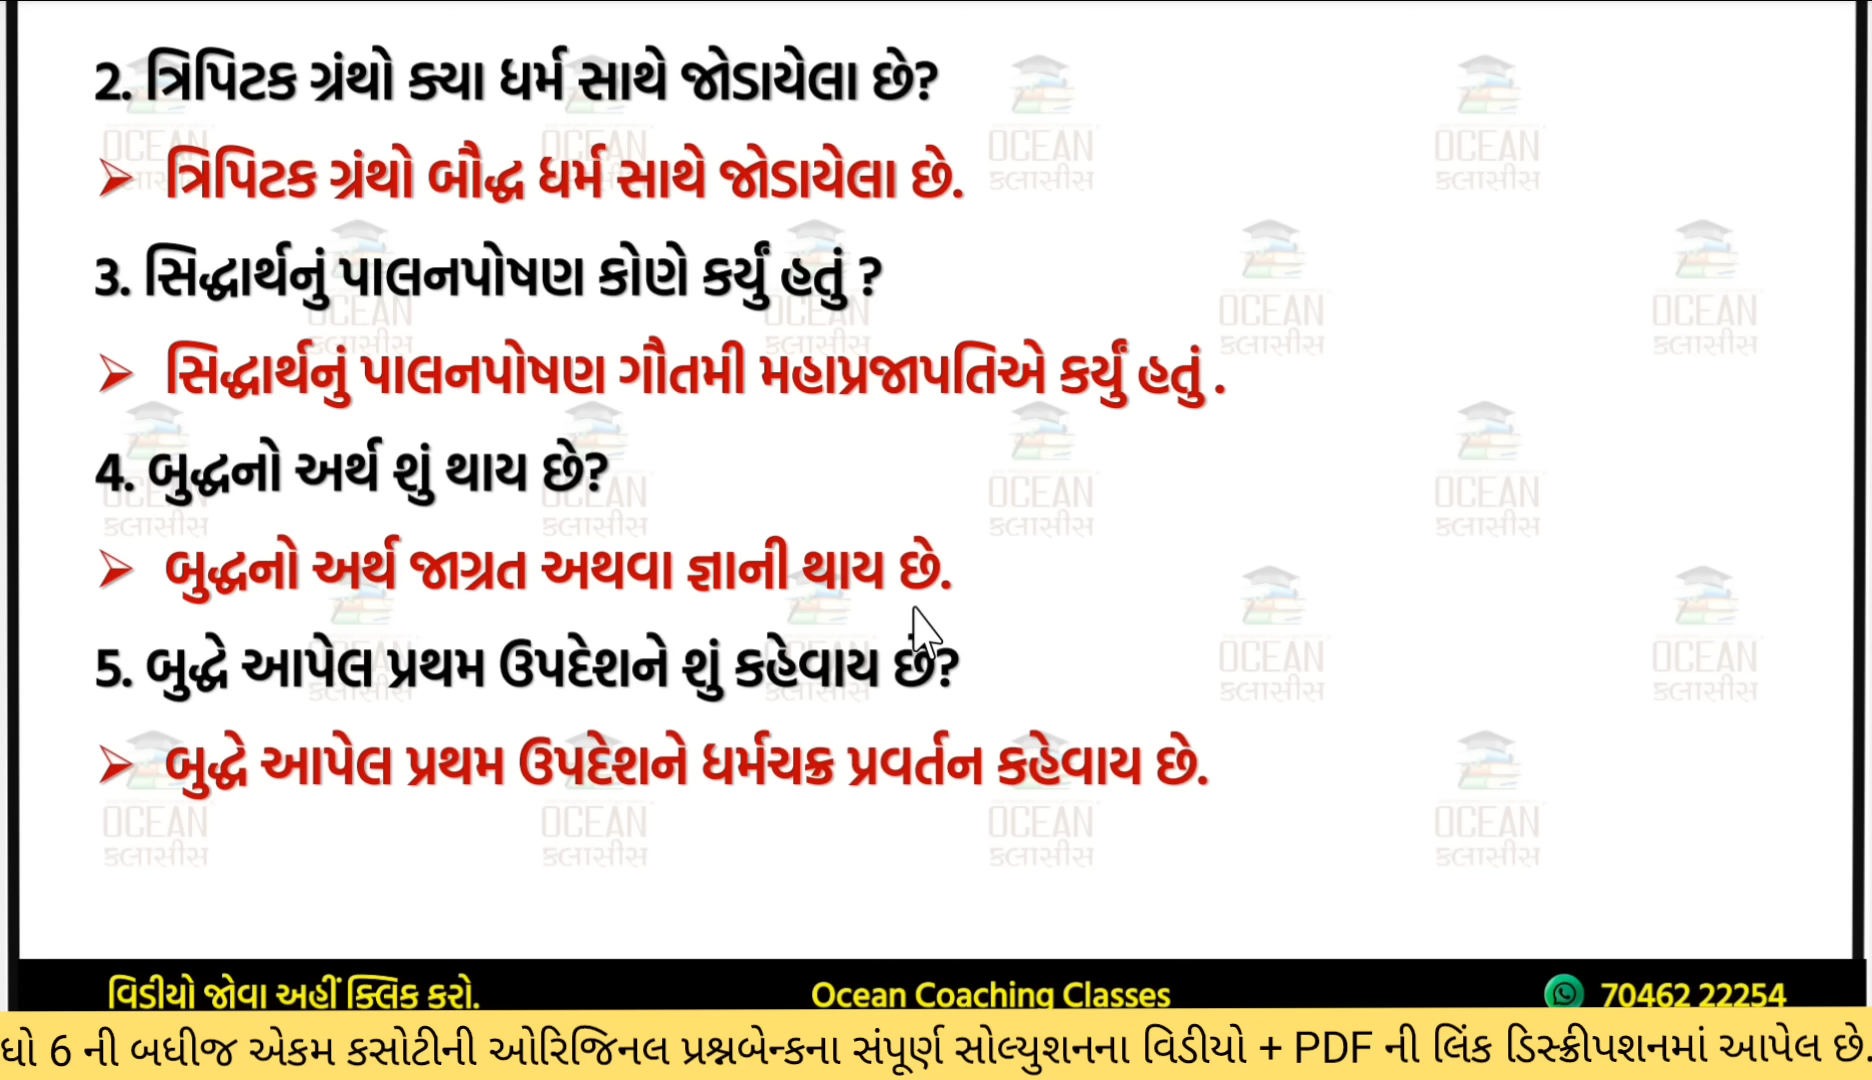 2. ત્રિપિટક ગ્રંથો ક્યા ધર્મ સાથે જોડાયેલા છે?
➢ ત્રિપિટક ગ્રંથો બૌદ્ધ ધર્મ સાથે જોડાયેલા છે.
3. સિદ્ધાર્થનું પાલનપોષણ કોણે કર્યું હતું ?
➢ સિદ્ધાર્થનું પાલનપોષણ ગૌતમી મહાપ્રજાપતિએ કર્યું હતું .
4. બુદ્ધનો અર્થ શું થાય છે?
➢ બુદ્ધનો અર્થ જાગ્રત અથવા જ્ઞાની થાય છે.
5. બુદ્ધે આપેલ પ્રથમ ઉપદેશને શું કહેવાય છે?
➢ બુદ્ધે આપેલ પ્રથમ ઉપદેશને ધર્મચક્ર પ્રવર્તન કહેવાય છે.
OCEAN
ક્લાસીસ
વિડીયો જોવા અહીં ક્લિક કરો. Ocean Coaching Classes 70462 22254
ધો 6 ની બધીજ એકમ કસોટીની ઓરિજિનલ પ્રશ્નબેન્કના સંપૂર્ણ સોલ્યુશનના વિડીયો + PDF ની લિંક ડિસ્ક્રીપશનમાં આપેલ છે.